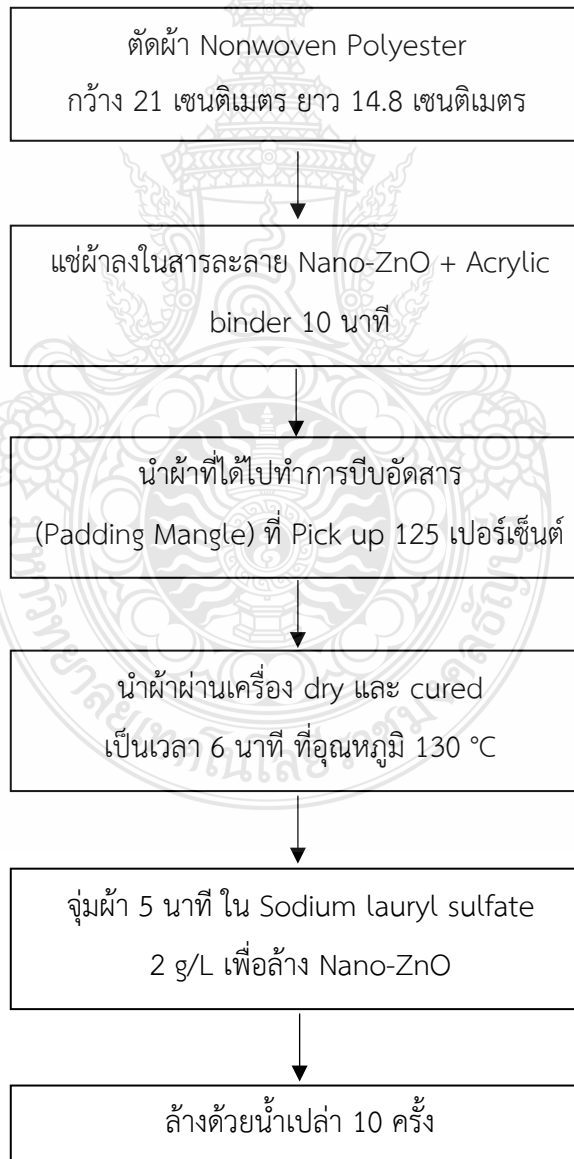 ตัดผ้า Nonwoven Polyester
กว้าง 21 เซนติเมตร ยาว 14.8 เซนติเมตร
แช่ผ้าลงในสารละลาย Nano-ZnO + Acrylic
binder 10 นาที
นำผ้าที่ได้ไปทำการบีบอัดสาร
(Padding Mangle) ที่ Pick up 125 เปอร์เซ็นต์
นำผ้าผ่านเครื่อง dry และ cured
เป็นเวลา 6 นาที ที่อุณหภูมิ 130 °C
จุ่มผ้า 5 นาที ใน Sodium lauryl sulfate
2 g/L เพื่อล้าง Nano-ZnO
ล้างด้วยน้ำเปล่า 10 ครั้ง